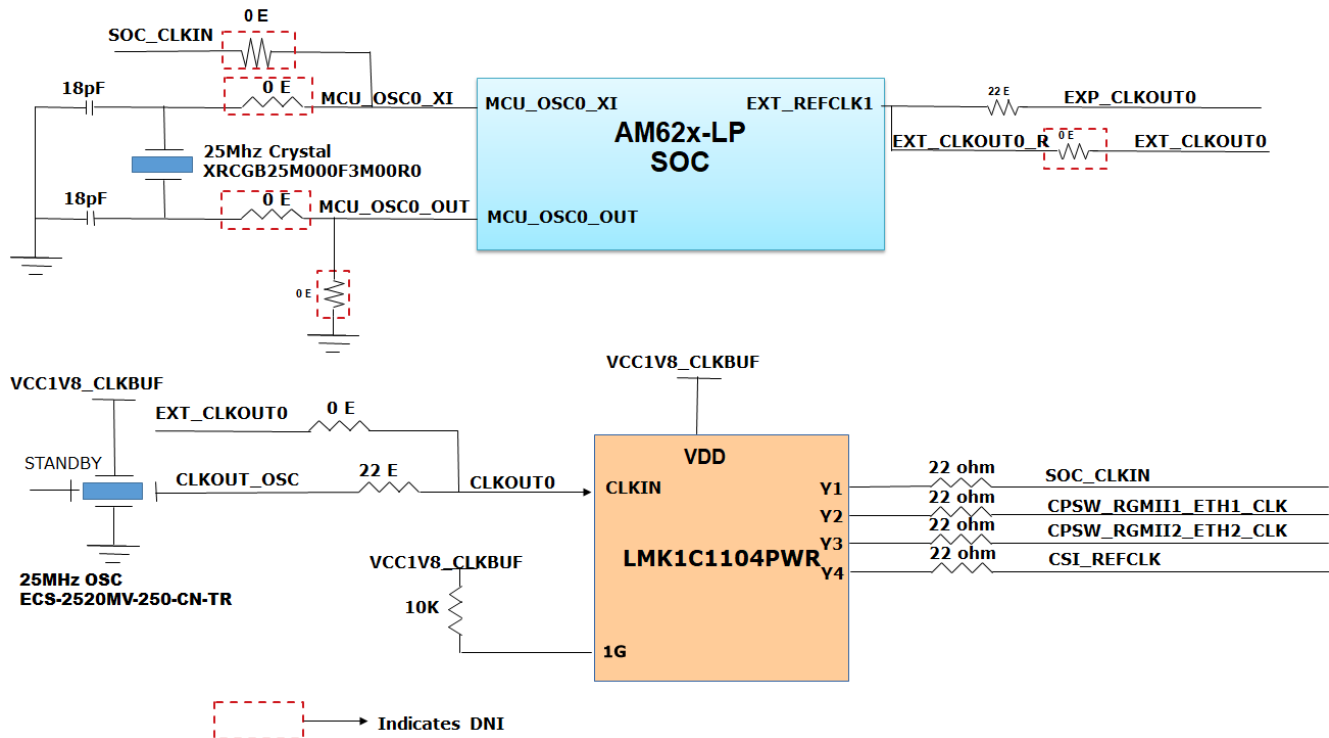 0 E
SOC_CLKIN
18pF
0 E
MCU_OSC0_XI
MCU_OSC0_XI
EXT_REFCLK1
22 E
EXP_CLKOUT0
AM62x-LP
SOC
EXT_CLKOUT0_R
0 E
EXT_CLKOUT0
25Mhz Crystal
XRCGB25M000F3M00R0
18pF
0 E
MCU_OSC0_OUT
MCU_OSC0_OUT
0 E
VCC1V8_CLKBUF
VCC1V8_CLKBUF
EXT_CLKOUT0
0 E
VDD
STANDBY
CLKOUT_OSC
22 E
CLKOUT0
CLKIN
Y1
22 ohm
SOC_CLKIN
Y2
22 ohm
CPSW_RGMII1_ETH1_CLK
Y3
22 ohm
CPSW_RGMII2_ETH2_CLK
Y4
22 ohm
CSI_REFCLK
LMK1C1104PWR
VCC1V8_CLKBUF
25MHz OSC
ECS-2520MV-250-CN-TR
10K
1G
Indicates DNI